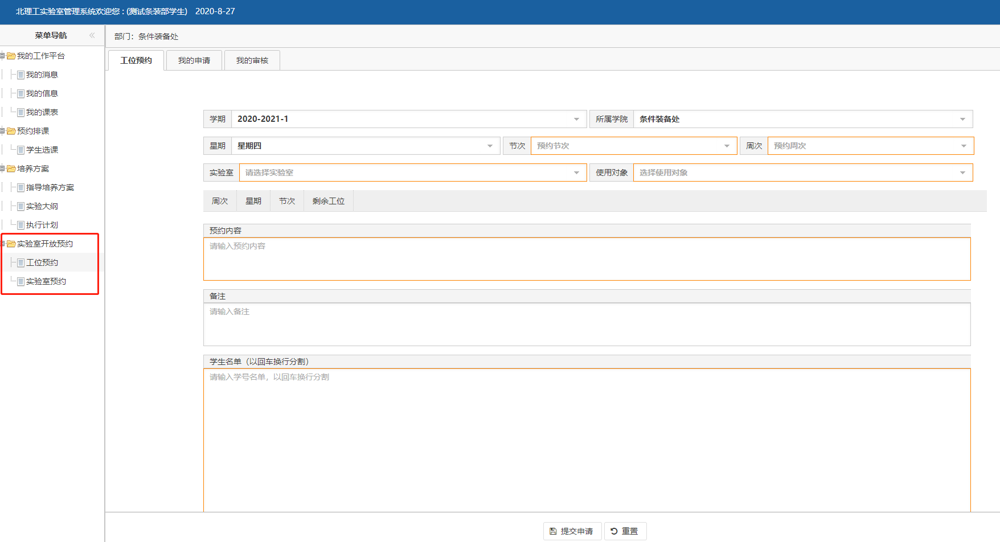 北理工实验室管理系统欢迎您 : (测试条装部学生) 2020-8-27
菜单导航
部门：条件装备处
我的工作平台
我的消息
我的信息
我的课表
预约排课
学生选课
培养方案
指导培养方案
实验大纲
执行计划
实验室开放预约
工位预约
实验室预约
工位预约 我的申请 我的审核
学期 2020-2021-1 所属学院 条件装备处
星期 星期四 节次 预约节次 周次 预约周次
实验室 请选择实验室 使用对象 选择使用对象
周次 星期 节次 剩余工位
预约内容
请输入预约内容
备注
请输入备注
学生名单（以回车换行分割）
请输入学号名单，以回车换行分割
提交申请 重置